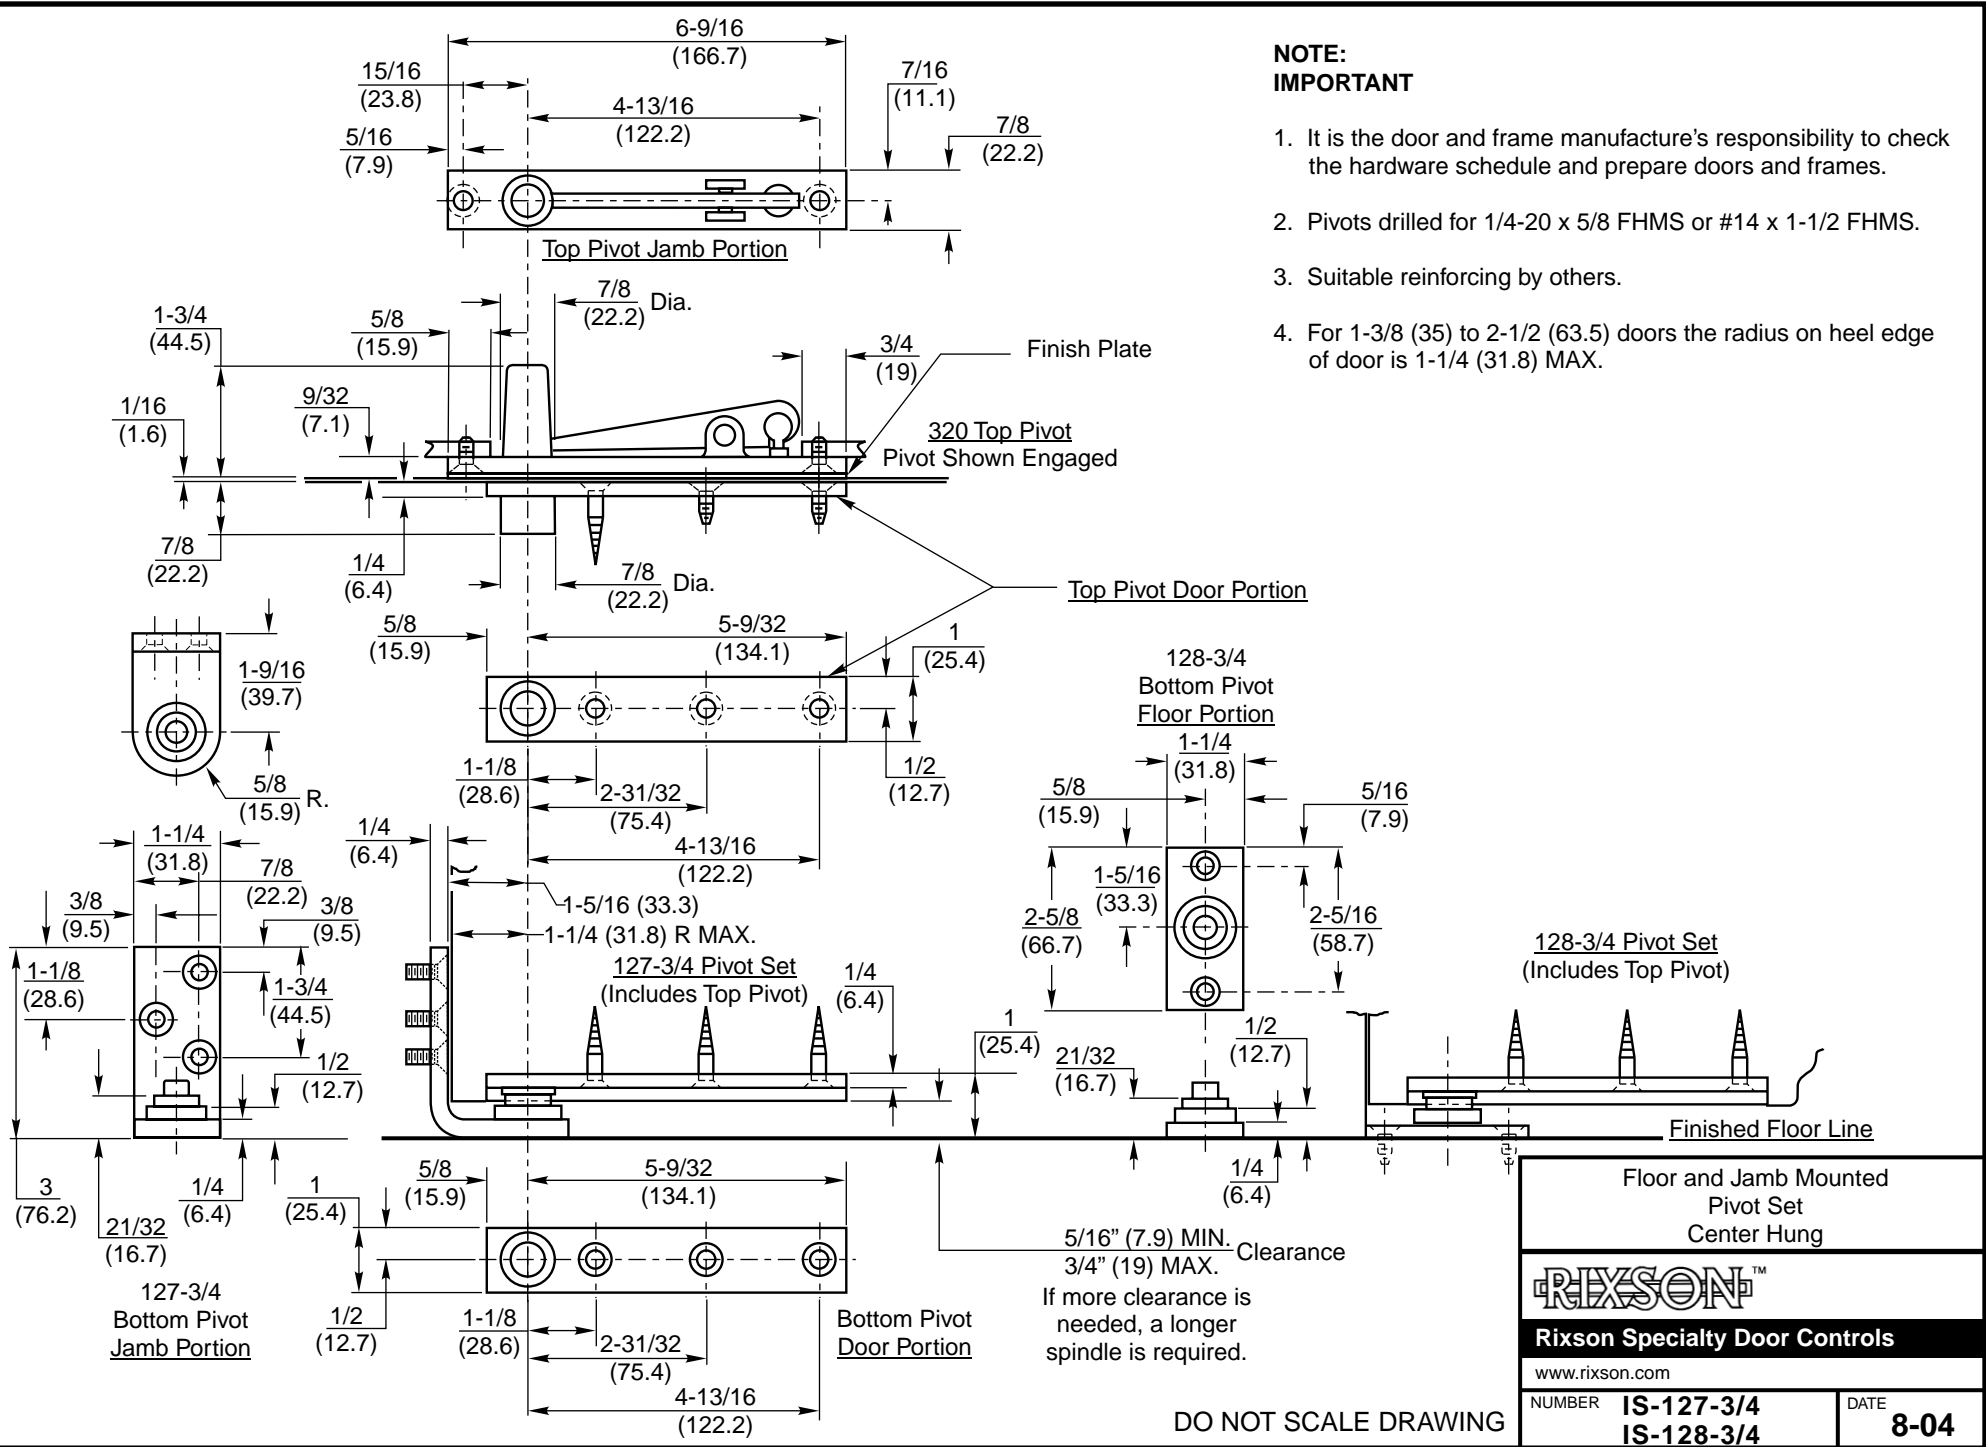 6-9/16
(166.7)
15/16
(23.8)
7/16
(11.1)
4-13/16
(122.2)
5/16
(7.9)
7/8
(22.2)
Top Pivot Jamb Portion
NOTE:
IMPORTANT
1. It is the door and frame manufacture's responsibility to check
the hardware schedule and prepare doors and frames.
2. Pivots drilled for 1/4-20 x 5/8 FHMS or #14 x 1-1/2 FHMS.
3. Suitable reinforcing by others.
4. For 1-3/8 (35) to 2-1/2 (63.5) doors the radius on heel edge
of door is 1-1/4 (31.8) MAX.
7/8 Dia.
(22.2)
1-3/4
(44.5)
5/8
(15.9)
3/4
(19)
Finish Plate
1/16
(1.6)
9/32
(7.1)
320 Top Pivot
Pivot Shown Engaged
7/8
(22.2)
1/4
(6.4)
7/8 Dia.
(22.2)
Top Pivot Door Portion
5/8
(15.9)
5-9/32
(134.1)
1
(25.4)
1-9/16
(39.7)
5/8 R.
(15.9)
1-1/8
(28.6)
2-31/32
(75.4)
1/2
(12.7)
4-13/16
(122.2)
128-3/4
Bottom Pivot
Floor Portion
1-1/4
(31.8)
5/8
(15.9)
5/16
(7.9)
1-5/16
(33.3)
2-5/8
(66.7)
2-5/16
(58.7)
1-1/4
(31.8)
7/8
(22.2)
1/4
(6.4)
3/8
(9.5)
3/8
(9.5)
1-5/16 (33.3)
1-1/4 (31.8) R MAX.
1-1/8
(28.6)
1-3/4
(44.5)
1/2
(12.7)
127-3/4 Pivot Set
(Includes Top Pivot)
1/4
(6.4)
1
(25.4)
21/32
(16.7)
1/2
(12.7)
128-3/4 Pivot Set
(Includes Top Pivot)
Finished Floor Line
3
(76.2)
21/32
(16.7)
1/4
(6.4)
127-3/4
Bottom Pivot
Jamb Portion
1
(25.4)
5/8
(15.9)
5-9/32
(134.1)
1/4
(6.4)
1/2
(12.7)
1-1/8
(28.6)
2-31/32
(75.4)
4-13/16
(122.2)
Bottom Pivot
Door Portion
5/16” (7.9) MIN.
3/4” (19) MAX.
Clearance
If more clearance is
needed, a longer
spindle is required.
DO NOT SCALE DRAWING
Floor and Jamb Mounted
Pivot Set
Center Hung
RIXSON™
Rixson Specialty Door Controls
www.rixson.com
NUMBER IS-127-3/4
IS-128-3/4
DATE 8-04